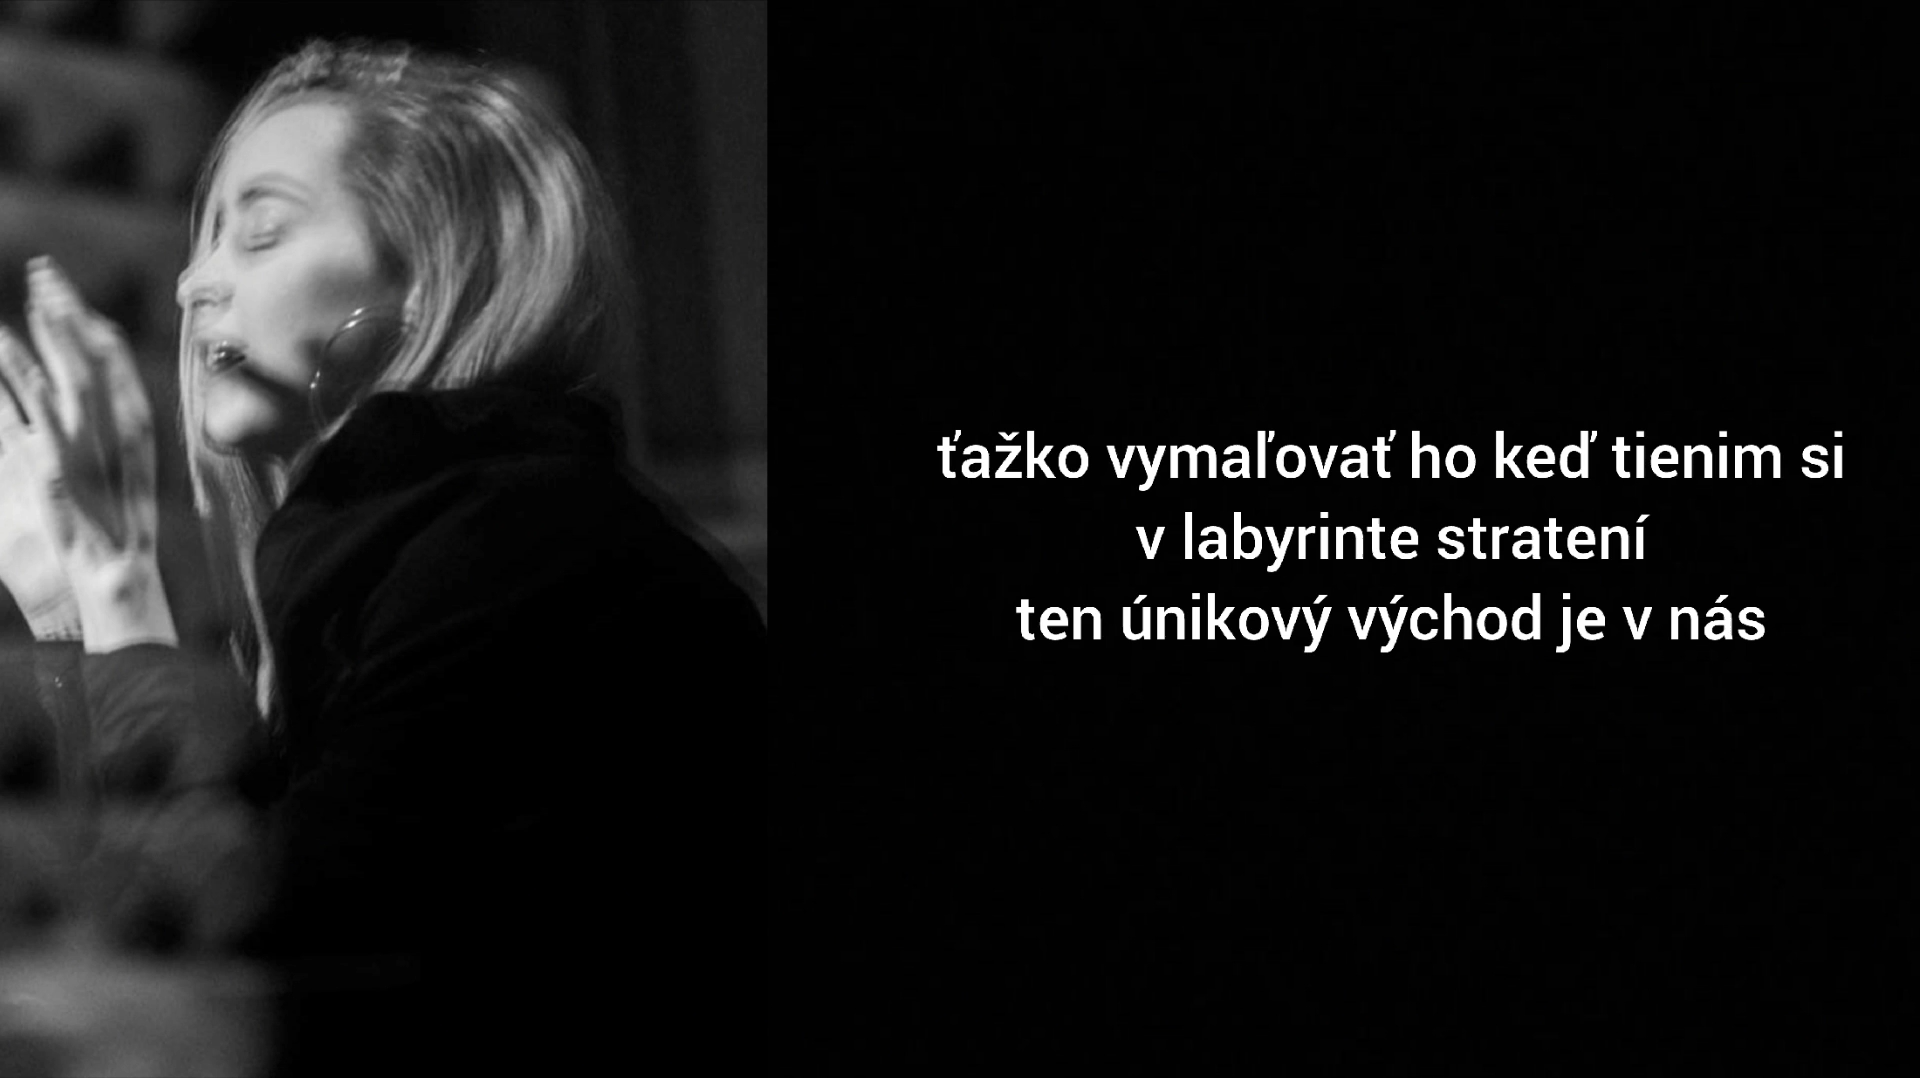 ťažko vymaľovať ho keď tienim si
v labyrinte stratení
ten únikový východ je v nás